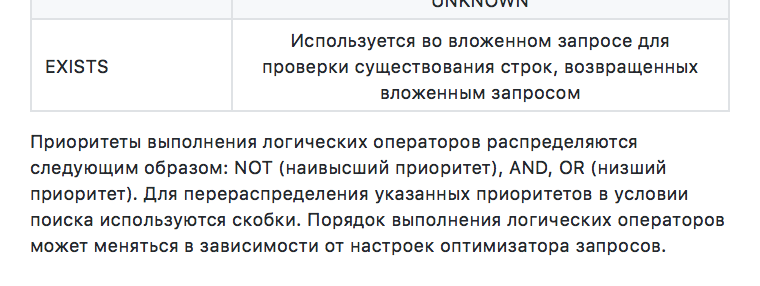 UNKNOWN
Используется во вложенном запросе для
EXISTS
проверки существования строк, возвращенных
вложенным запросом
Приоритеты выполнения логических операторов распределяются
следующим образом: NOT (наивысший приоритет), AND, OR (низший
приоритет). Для перераспределения указанных приоритетов в условии
поиска используются скобки. Порядок выполнения логических операторов
может меняться в зависимости от настроек оптимизатора запросов.